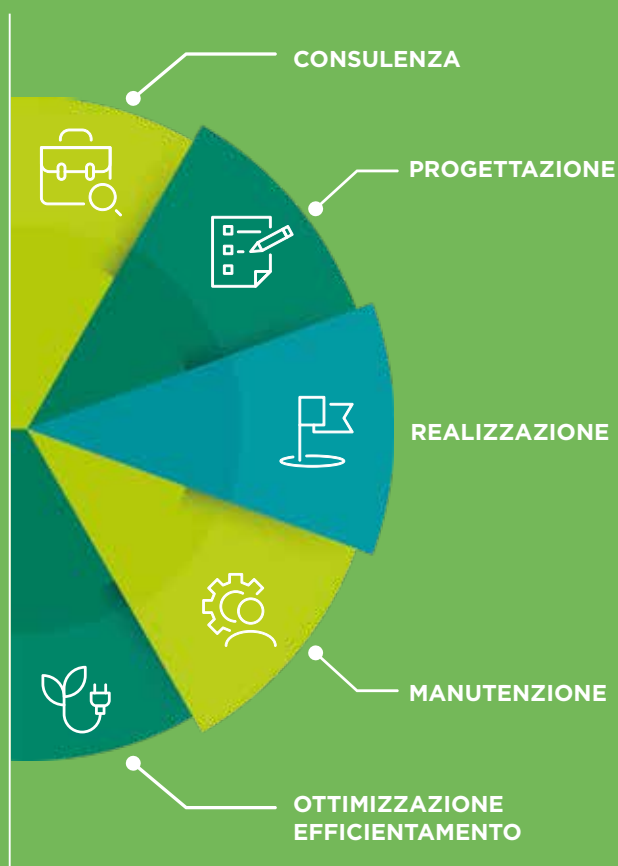 CONSULENZA
PROGETTAZIONE
REALIZZAZIONE
MANUTENZIONE
OTTIMIZZAZIONE
EFFICIENTAMENTO